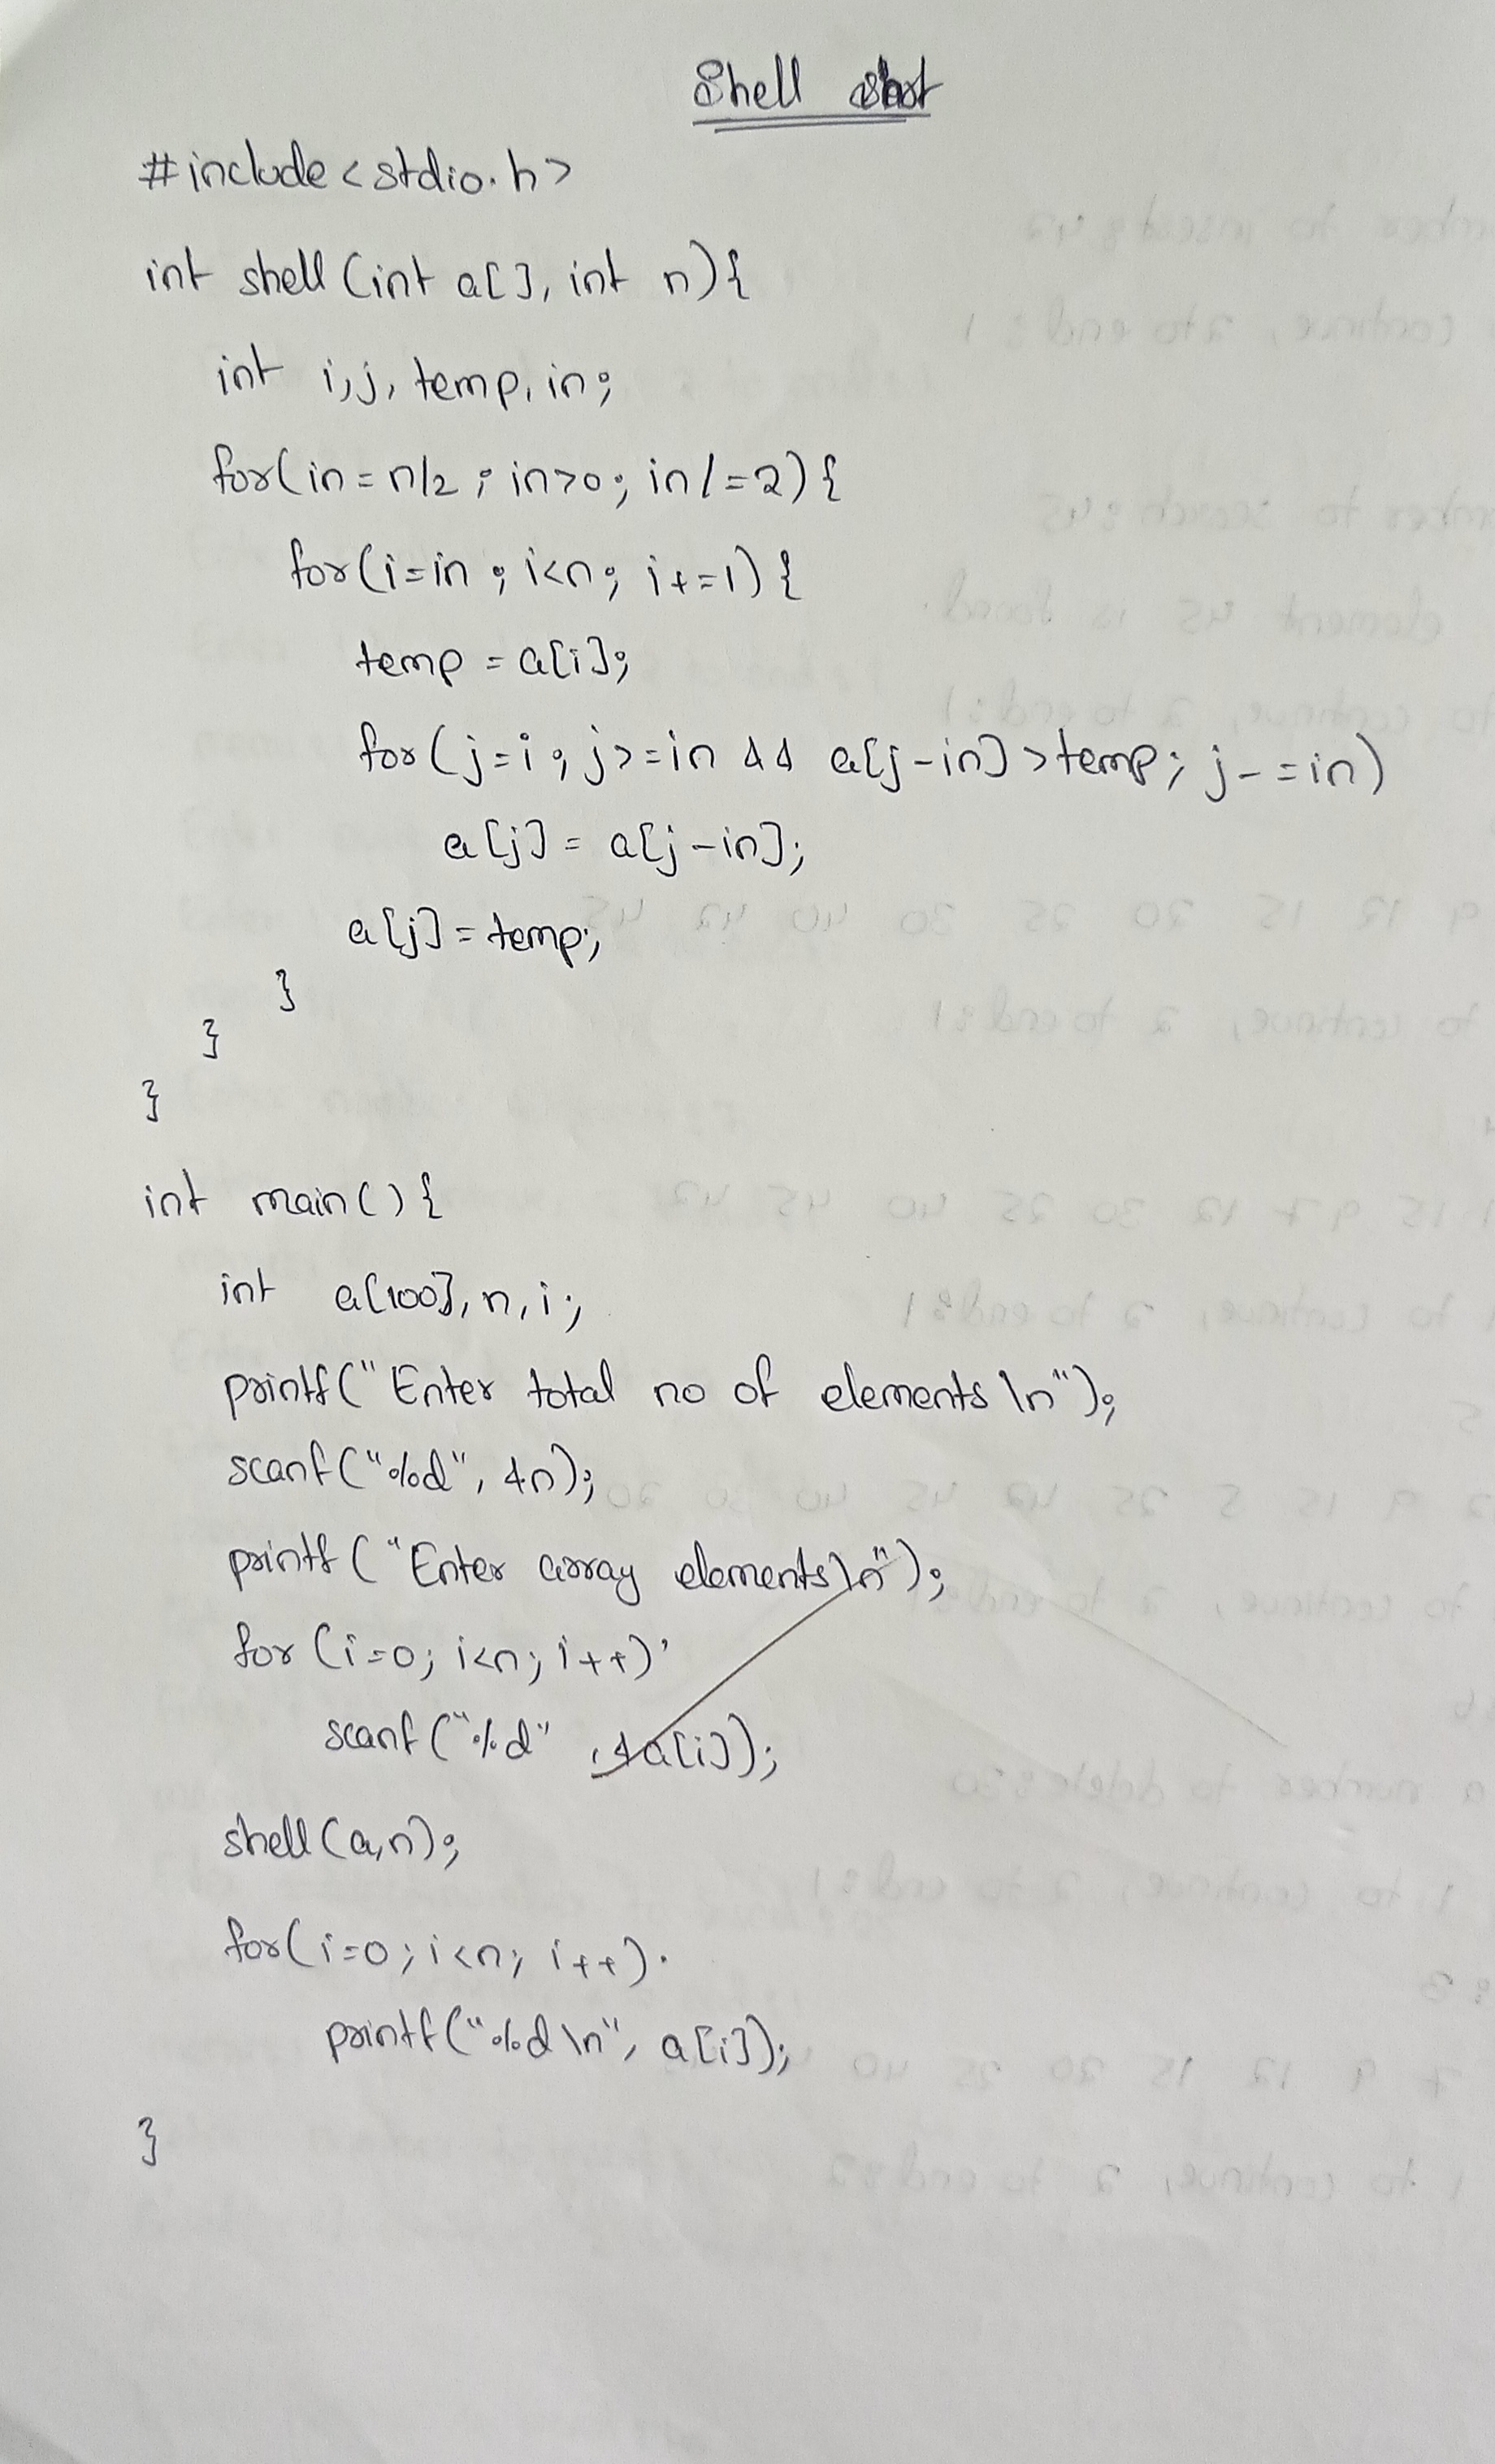 Shell short
#include<stdio.h>
int shell(int a[], int n){
int i,j, temp, in;
for(in=n/2; in>0; in/=2){
for(i=in; i<n; i+=1){
temp = a[i];
for(j=i; j>=in && a[j-in]>temp; j-=in)
a[j] = a[j-in];
a[j] = temp;
}
}
}
int main(){
int a[100], n, i;
printf("Enter total no of elements\n");
scanf("%d", &n);
printf("Enter array elements\n");
for(i=0; i<n; i++)
scanf("%d", &a[i]);
shell(a,n);
for(i=0; i<n; i++)
printf("%d\n", a[i]);
}